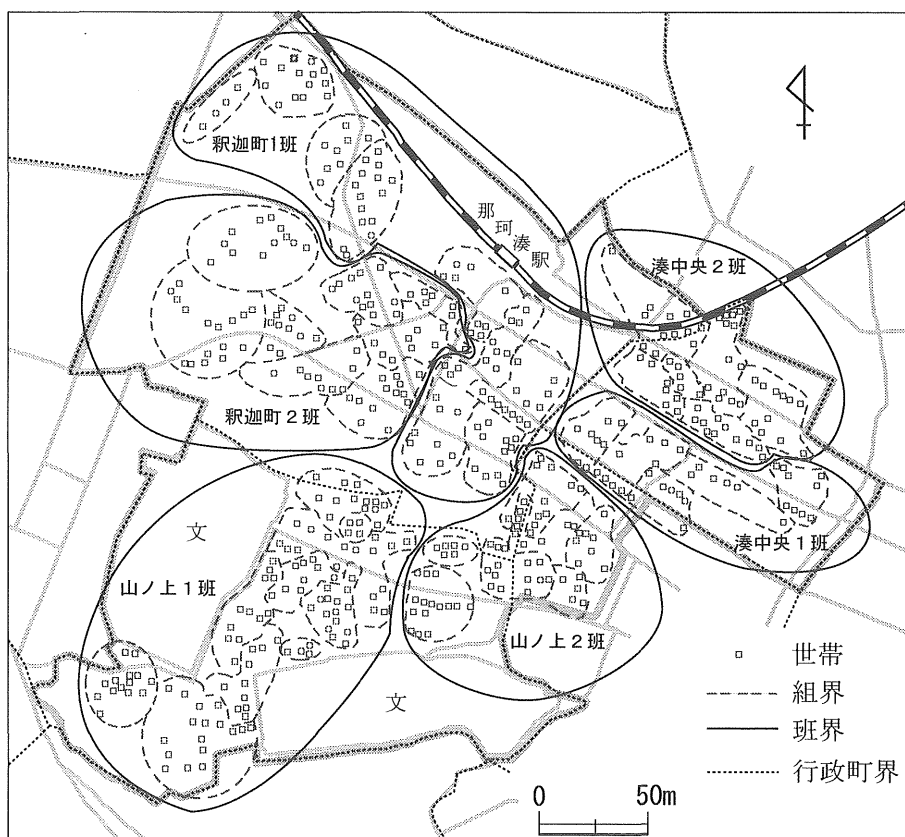 釈迦町1班
那珂湊駅
湊中央2班
釈迦町2班
文
山ノ上1班
湊中央1班
山ノ上2班
文
世帯
組界
班界
行政町界
0 50m